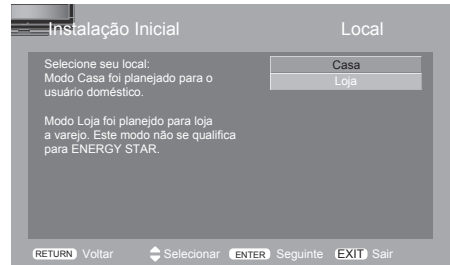 Instalação Inicial
Local
Selecione seu local:
Modo Casa foi planejado para o
usuário doméstico.
Modo Loja foi planejdo para loja
a varejo. Este modo não se qualifica
para ENERGY STAR.
Casa
Loja
RETURN Voltar Selecionar ENTER Seguinte EXIT Sair